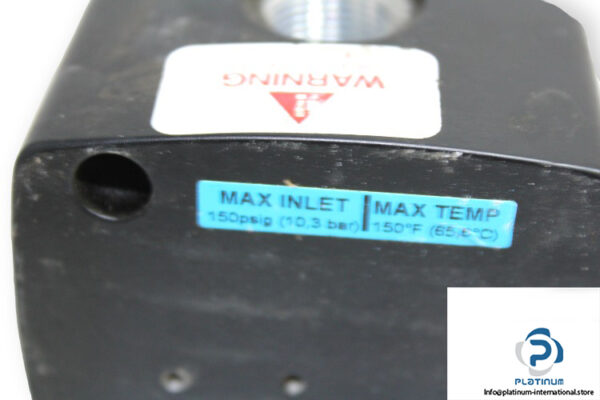 WARNING
MAX INLET | MAX TEMP
150psig (10,3 bar) | 150°F (65,6°C)
PLATINUM
Info@platinum-international.store